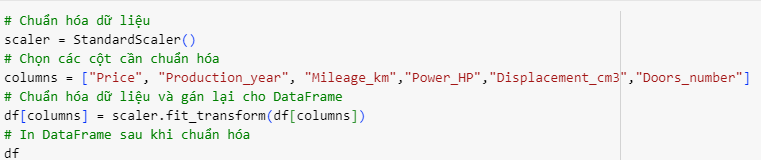 # Chuẩn hóa dữ liệu
scaler = StandardScaler()
# Chọn các cột cần chuẩn hóa
columns = ["Price", "Production_year", "Mileage_km","Power_HP","Displacement_cm3","Doors_number"]
# Chuẩn hóa dữ liệu và gán lại cho DataFrame
df[columns] = scaler.fit_transform(df[columns])
# In DataFrame sau khi chuẩn hóa
df